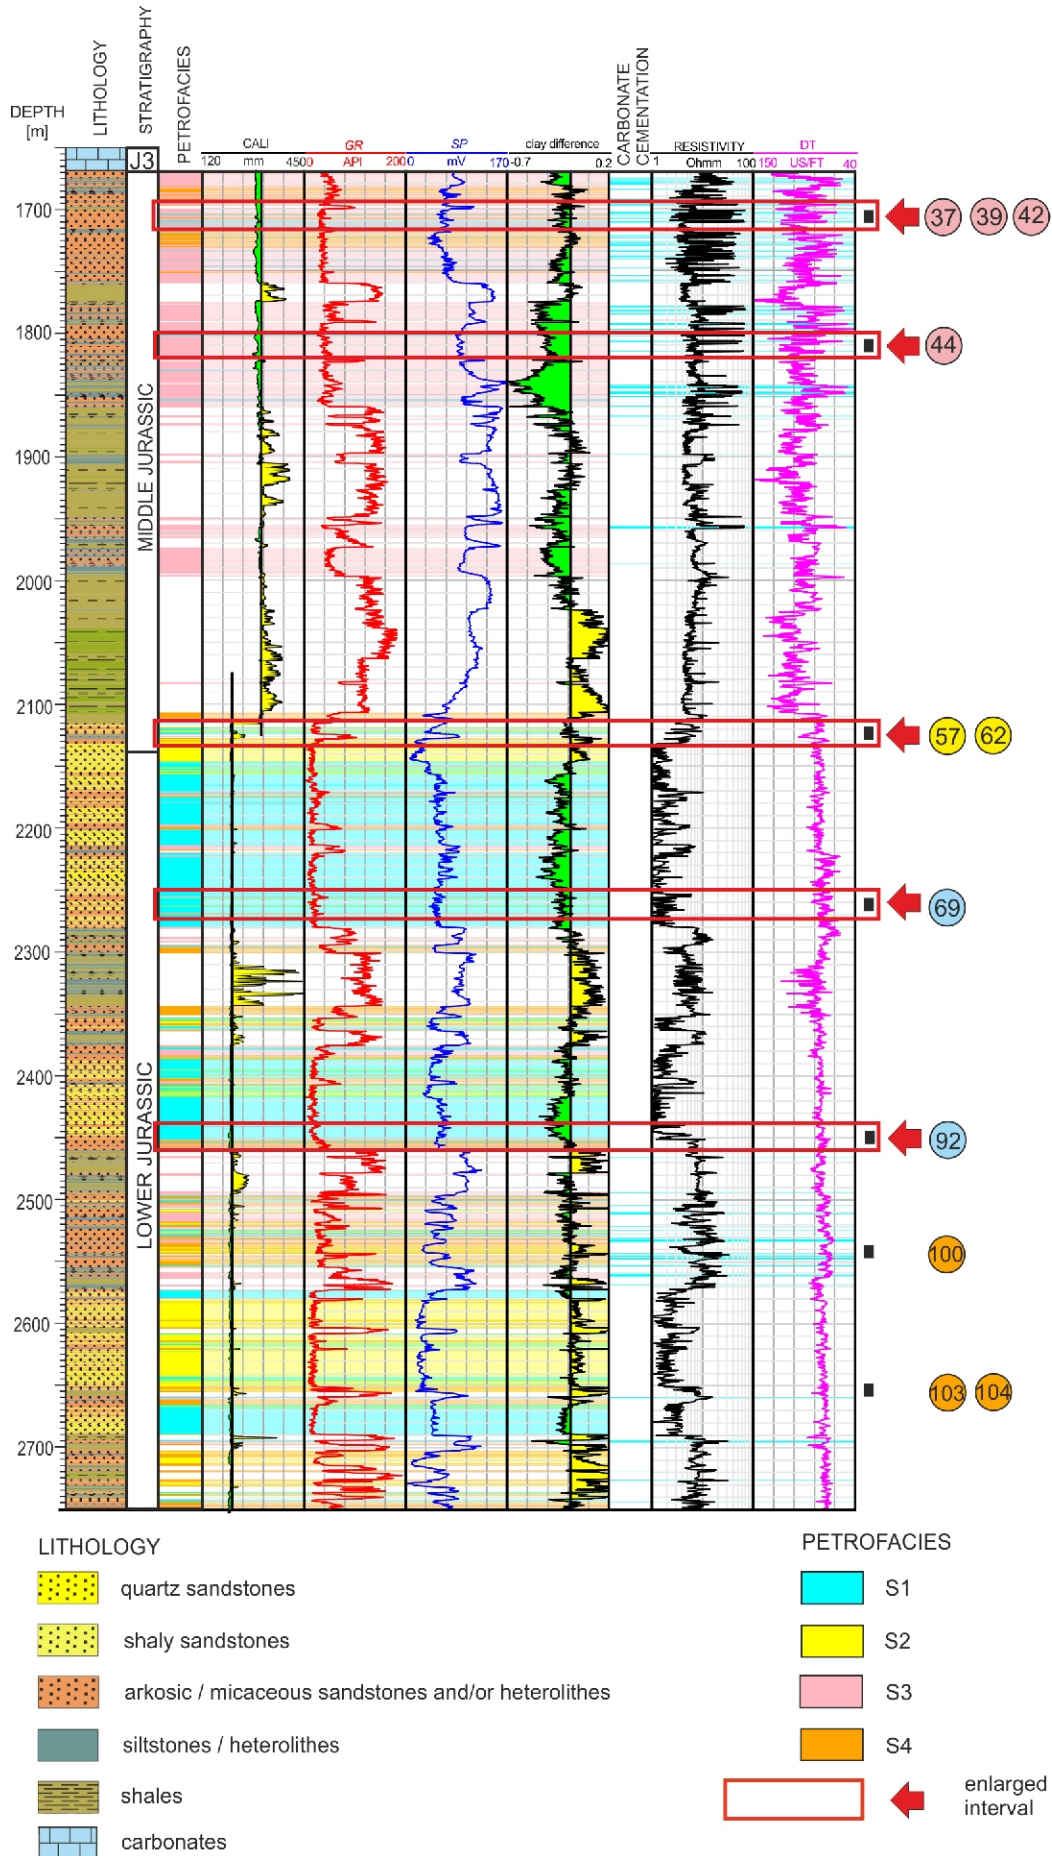 DEPTH
[m]
LITHOLOGY
STRATIGRAPHY
PETROFACIES
CARBONATE
CEMENTATION
CALI
120 mm 450
GR
0 API 200
SP
0 mV 170
clay difference
-0.7 0.2
RESISTIVITY
1 Ohmm 100
DT
150 US/FT 40
J3
MIDDLE JURASSIC
LOWER JURASSIC
1700
1800
1900
2000
2100
2200
2300
2400
2500
2600
2700
37 39 42
44
57 62
69
92
100
103 104
LITHOLOGY
quartz sandstones
shaly sandstones
arkosic / micaceous sandstones and/or heterolithes
siltstones / heterolithes
shales
carbonates
PETROFACIES
S1
S2
S3
S4
enlarged
interval